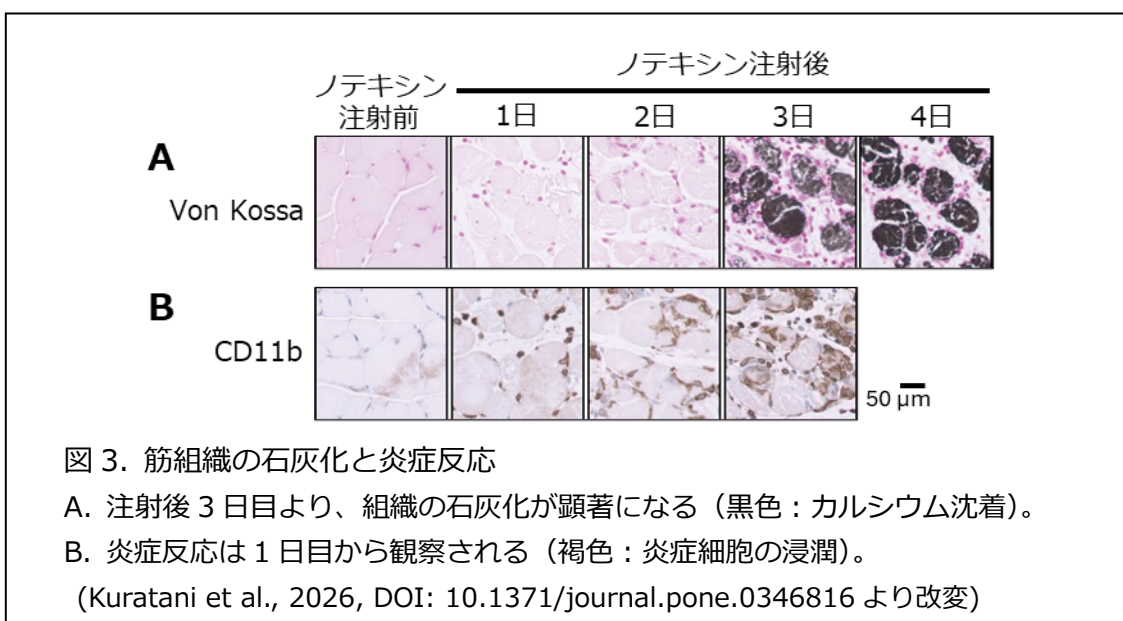 ノテキシン注射後
ノテキシン
注射前
1日
2日
3日
4日
A
Von Kossa
B
CD11b
50 µm
図 3. 筋組織の石灰化と炎症反応
A. 注射後 3 日目より、組織の石灰化が顕著になる（黒色：カルシウム沈着）。
B. 炎症反応は 1 日目から観察される（褐色：炎症細胞の浸潤）。
(Kuratani et al., 2026, DOI: 10.1371/journal.pone.0346816 より改変)